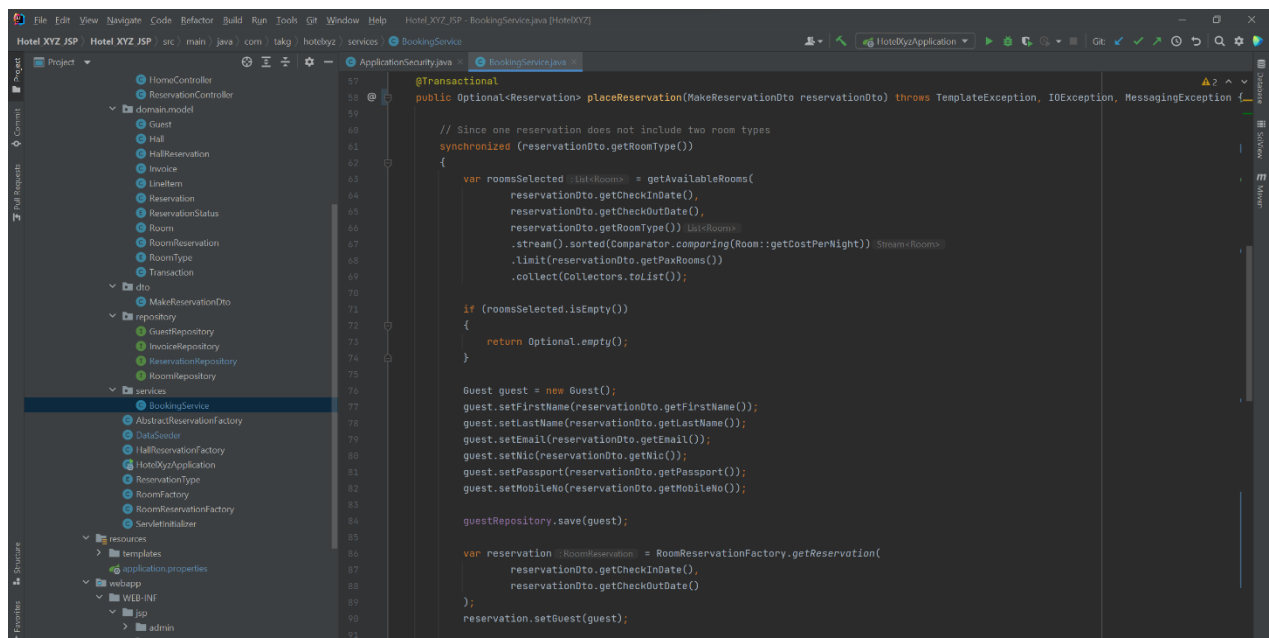 File Edit View Navigate Code Refactor Build Run Tools Git Window Help Hotel_XYZ_JSP - BookingService.java [HotelXYZ]
Hotel XYZ JSP Hotel XYZ JSP src main java com takg hotelxyz services BookingService HotelXyzApplication Git:
Project
ApplicationSecurity.java BookingService.java
HomeController
ReservationController
domain.model
Guest
Hall
HallReservation
Invoice
LineItem
Reservation
ReservationStatus
Room
RoomReservation
RoomType
Transaction
dto
MakeReservationDto
repository
GuestRepository
InvoiceRepository
ReservationRepository
RoomRepository
services
BookingService
AbstractReservationFactory
DataSeeder
HallReservationFactory
HotelXyzApplication
ReservationType
RoomFactory
RoomReservationFactory
ServletInitializer
resources
templates
application.properties
webapp
WEB-INF
jsp
admin
57 @Transactional
58 @ public Optional<Reservation> placeReservation(MakeReservationDto reservationDto) throws TemplateException, IOException, MessagingException {
59
60 // Since one reservation does not include two room types
61 synchronized (reservationDto.getRoomType())
62 {
63 var roomsSelected : List<Room> = getAvailableRooms(
64 reservationDto.getCheckInDate(),
65 reservationDto.getCheckOutDate(),
66 reservationDto.getRoomType()) List<Room>
67 .stream().sorted(Comparator.comparing(Room::getCostPerNight)) Stream<Room>
68 .limit(reservationDto.getPaxRooms())
69 .collect(Collectors.toList());
70
71 if (roomsSelected.isEmpty())
72 {
73 return Optional.empty();
74 }
75
76 Guest guest = new Guest();
77 guest.setFirstName(reservationDto.getFirstName());
78 guest.setLastName(reservationDto.getLastName());
79 guest.setEmail(reservationDto.getEmail());
80 guest.setNic(reservationDto.getNic());
81 guest.setPassport(reservationDto.getPassport());
82 guest.setMobileNo(reservationDto.getMobileNo());
83
84 guestRepository.save(guest);
85
86 var reservation : RoomReservation = RoomReservationFactory.getReservation(
87 reservationDto.getCheckInDate(),
88 reservationDto.getCheckOutDate()
89 );
90 reservation.setGuest(guest);
91
2
Project
Commit
Pull Requests
Structure
Favorites
Database
SciView
Maven